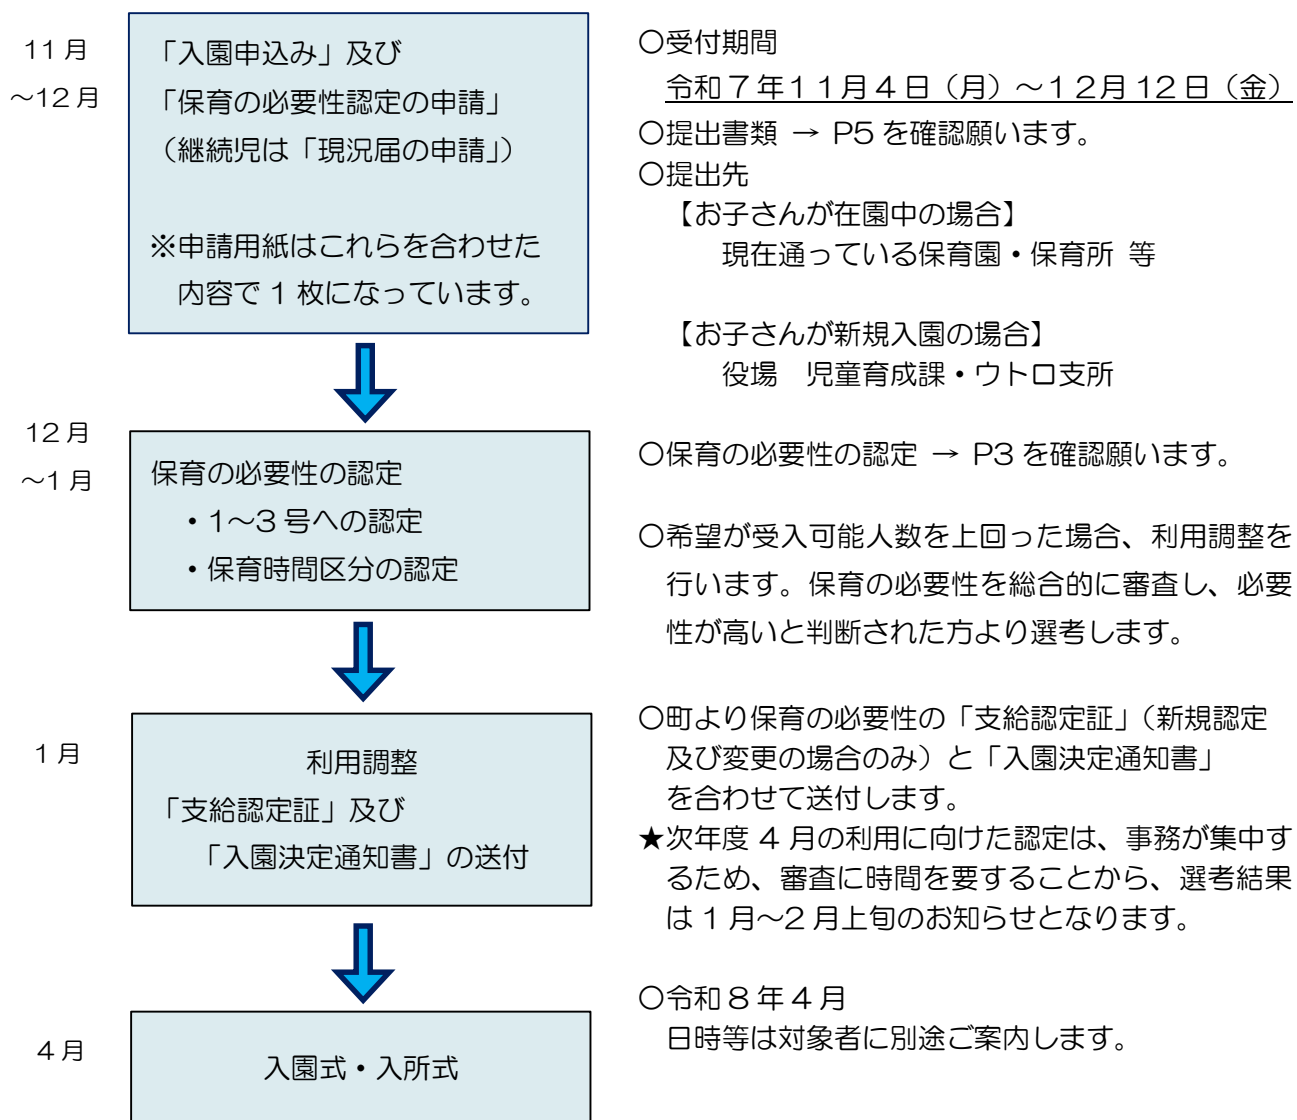 11月
～12月
「入園申込み」及び
「保育の必要性認定の申請」
（継続児は「現況届の申請」）
※申請用紙はこれらを合わせた
内容で1枚になっています。
〇受付期間
令和7年11月4日（月）～12月12日（金）
〇提出書類 → P5を確認願います。
〇提出先
【お子さんが在園中の場合】
現在通っている保育園・保育所 等
【お子さんが新規入園の場合】
役場　児童育成課・ウトロ支所
12月
～1月
保育の必要性の認定
・1～3号への認定
・保育時間区分の認定
〇保育の必要性の認定 → P3を確認願います。
〇希望が受入可能人数を上回った場合、利用調整を
行います。保育の必要性を総合的に審査し、必要
性が高いと判断された方より選考します。
1月
利用調整
「支給認定証」及び
「入園決定通知書」の送付
〇町より保育の必要性の「支給認定証」（新規認定
及び変更の場合のみ）と「入園決定通知書」
を合わせて送付します。
★次年度4月の利用に向けた認定は、事務が集中す
るため、審査に時間を要することから、選考結果
は1月～2月上旬のお知らせとなります。
4月
入園式・入所式
〇令和8年4月
日時等は対象者に別途ご案内します。